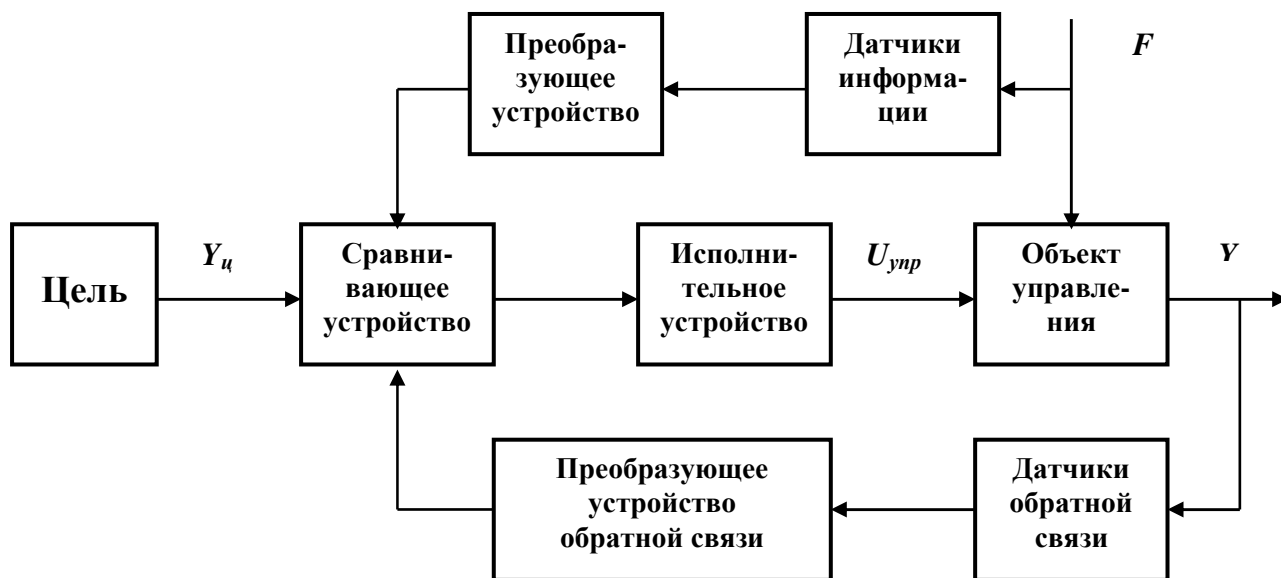 Преобра-
зующее
устройство
Датчики
информа-
ции
F
Цель
Yц
Сравни-
вающее
устройство
Исполни-
тельное
устройство
Uупр
Объект
управле-
ния
Y
Преобразующее
устройство
обратной связи
Датчики
обратной
связи